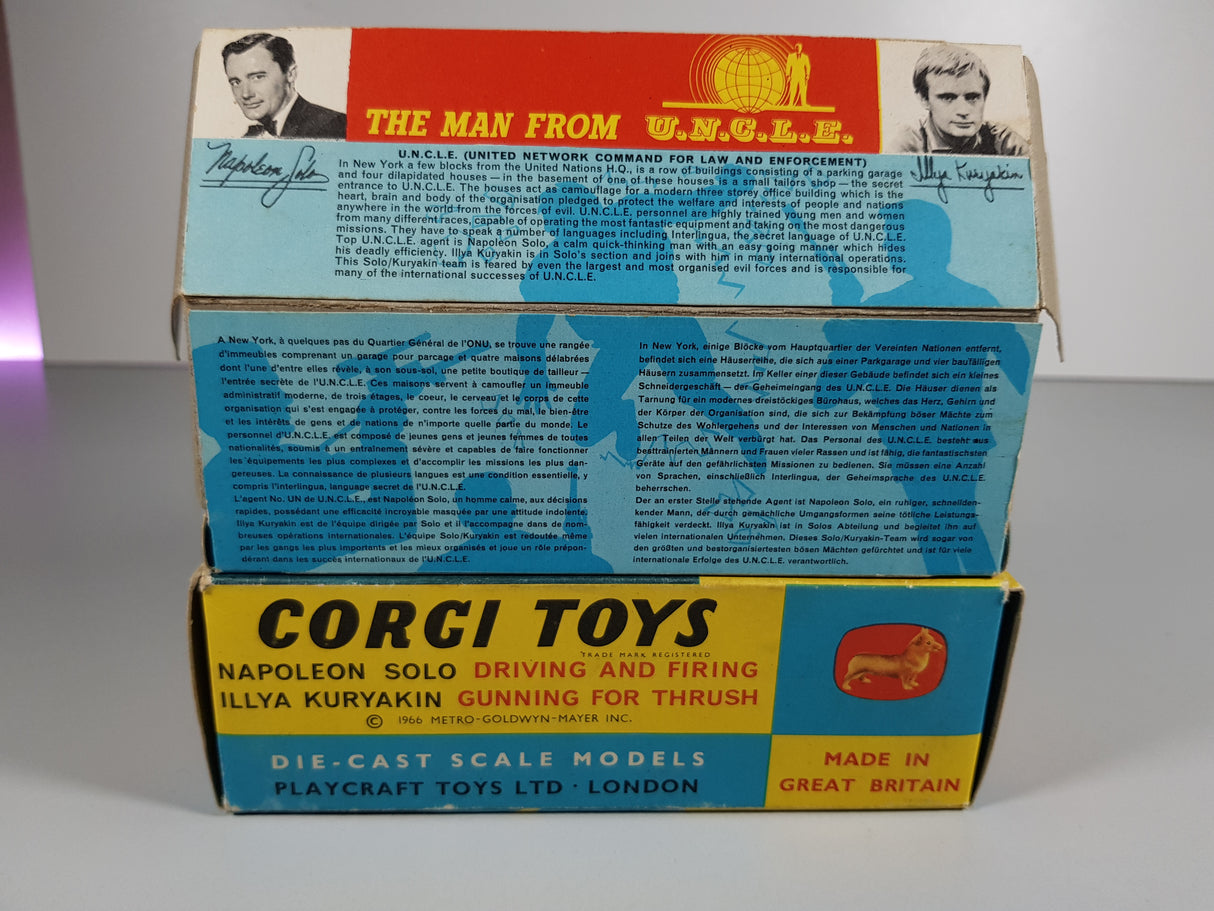 THE MAN FROM U.N.C.L.E.
Napoleon Solo
Illya Kuryakin
U.N.C.L.E. (UNITED NETWORK COMMAND FOR LAW AND ENFORCEMENT)
In New York a few blocks from the United Nations H.Q., is a row of buildings consisting of a parking garage
and four dilapidated houses — in the basement of one of these houses is a small tailors shop — the secret
entrance to U.N.C.L.E. The houses act as camouflage for a modern three storey office building which is the
heart, brain and body of the organisation pledged to protect the welfare and interests of people and nations
anywhere in the world from the forces of evil. U.N.C.L.E. personnel are highly trained young men and women
from many different races, capable of operating the most fantastic equipment and taking on the most dangerous
missions. They have to speak a number of languages including Interlingua, the secret language of U.N.C.L.E.
Top U.N.C.L.E. agent is Napoleon Solo, a calm quick-thinking man with an easy going manner which hides
his deadly efficiency. Illya Kuryakin is in Solo's section and joins with him in many international operations.
This Solo/Kuryakin team is feared by even the largest and most organised evil forces and is responsible for
many of the international successes of U.N.C.L.E.
A New York, à quelques pas du Quartier Général de l'ONU, se trouve une rangée
d'immeubles comprenant un garage pour parcage et quatre maisons délabrées
dont l'une d'entre elles révèle, à son sous-sol, une petite boutique de tailleur —
l'entrée secrète de l'U.N.C.L.E. Ces maisons servent à camoufler un immeuble
administratif moderne, de trois étages, le coeur, le cerveau et le corps de cette
organisation qui s'est engagée à protéger, contre les forces du mal, le bien-être
et les intérêts de gens et de nations de n'importe quelle partie du monde. Le
personnel d'U.N.C.L.E. est composé de jeunes gens et jeunes femmes de toutes
nationalités, soumis à un entraînement sévère et capables de faire fonctionner
les équipements les plus complexes et d'accomplir les missions les plus dan-
gereuses. La connaissance de plusieurs langues est une condition essentielle, y
compris l'interlingua, language secret de l'U.N.C.L.E.
L'agent No. UN de U.N.C.L.E., est Napoléon Solo, un homme calme, aux décisions
rapides, possédant une efficacité incroyable masquée par une attitude indolente.
Illya Kuryakin est de l'équipe dirigée par Solo et il l'accompagne dans de nom-
breuses opérations internationales. L'équipe Solo/Kuryakin est redoutée même
par les gangs les plus importants et les mieux organisés et joue un rôle prépon-
dérant dans les succès internationaux de l'U.N.C.L.E.
In New York, einige Blöcke vom Hauptquartier der Vereinten Nationen entfernt,
befindet sich eine Häuserreihe, die sich aus einer Parkgarage und vier baufälligen
Häusern zusammensetzt. Im Keller einer dieser Gebäude befindet sich ein kleines
Schneidergeschäft — der Geheimeingang des U.N.C.L.E. Die Häuser dienen als
Tarnung für ein modernes dreistöckiges Bürohaus, welches das Herz, Gehirn und
der Körper der Organisation sind, die sich zur Bekämpfung böser Mächte zum
Schutze des Wohlergehens und der Interessen von Menschen und Nationen in
allen Teilen der Welt verbürgt hat. Das Personal des U.N.C.L.E. besteht aus
besttrainierten Männern und Frauen vieler Rassen und ist fähig, die fantastischsten
Geräte auf den gefährlichsten Missionen zu bedienen. Sie müssen eine Anzahl
von Sprachen, einschließlich Interlingua, der Geheimsprache des U.N.C.L.E.
beherrschen.
Der an erster Stelle stehende Agent ist Napoleon Solo, ein ruhiger, schnellden-
kender Mann, der durch gemächliche Umgangsformen seine tötliche Leistungs-
fähigkeit verdeckt. Illya Kuryakin ist in Solos Abteilung und begleitet ihn auf
vielen internationalen Unternehmen. Dieses Solo/Kuryakin-Team wird sogar von
den größten und bestorganisiertesten bösen Mächten gefürchtet und ist für viele
internationale Erfolge des U.N.C.L.E. verantwortlich.
CORGI TOYS
TRADE MARK REGISTERED
NAPOLEON SOLO DRIVING AND FIRING
ILLYA KURYAKIN GUNNING FOR THRUSH
© 1966 METRO-GOLDWYN-MAYER INC.
DIE-CAST SCALE MODELS
PLAYCRAFT TOYS LTD · LONDON
MADE IN
GREAT BRITAIN